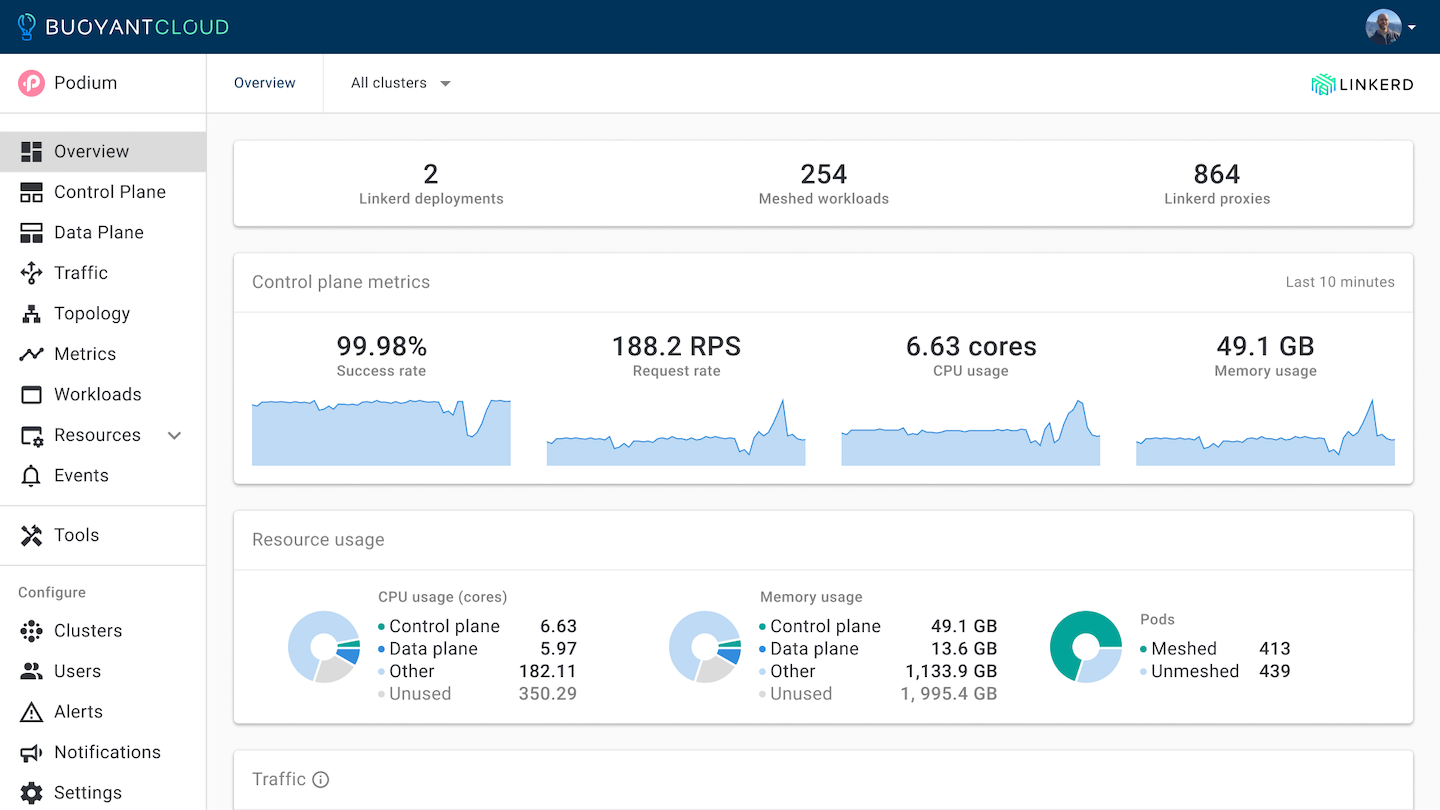 BUOYANTCLOUD
Podium
Overview
All clusters
LINKERD
Overview
Control Plane
Data Plane
Traffic
Topology
Metrics
Workloads
Resources
Events
Tools
Configure
Clusters
Users
Alerts
Notifications
Settings
2
Linkerd deployments
254
Meshed workloads
864
Linkerd proxies
Control plane metrics
Last 10 minutes
99.98%
Success rate
188.2 RPS
Request rate
6.63 cores
CPU usage
49.1 GB
Memory usage
Resource usage
CPU usage (cores)
Control plane 6.63
Data plane 5.97
Other 182.11
Unused 350.29
Memory usage
Control plane 49.1 GB
Data plane 13.6 GB
Other 1,133.9 GB
Unused 1, 995.4 GB
Pods
Meshed 413
Unmeshed 439
Traffic